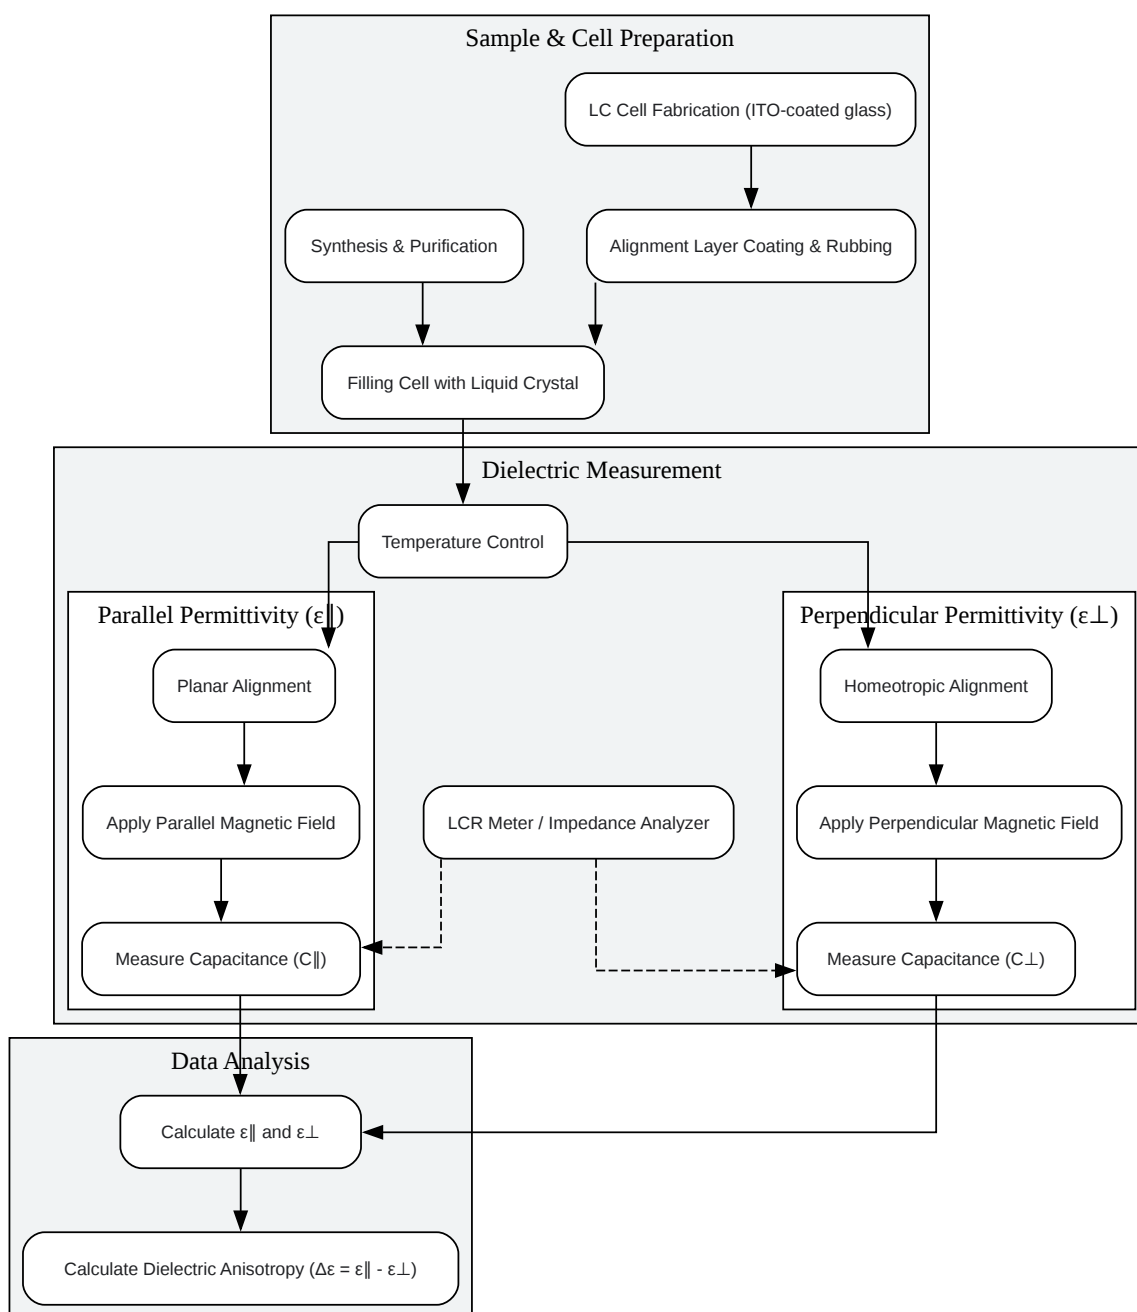 Sample & Cell Preparation
LC Cell Fabrication (ITO-coated glass)
Synthesis & Purification
Alignment Layer Coating & Rubbing
Filling Cell with Liquid Crystal
Dielectric Measurement
Temperature Control
Parallel Permittivity (ε∥)
Perpendicular Permittivity (ε⊥)
Planar Alignment
Homeotropic Alignment
Apply Parallel Magnetic Field
LCR Meter / Impedance Analyzer
Apply Perpendicular Magnetic Field
Measure Capacitance (C∥)
Measure Capacitance (C⊥)
Data Analysis
Calculate ε∥ and ε⊥
Calculate Dielectric Anisotropy (Δε = ε∥ - ε⊥)